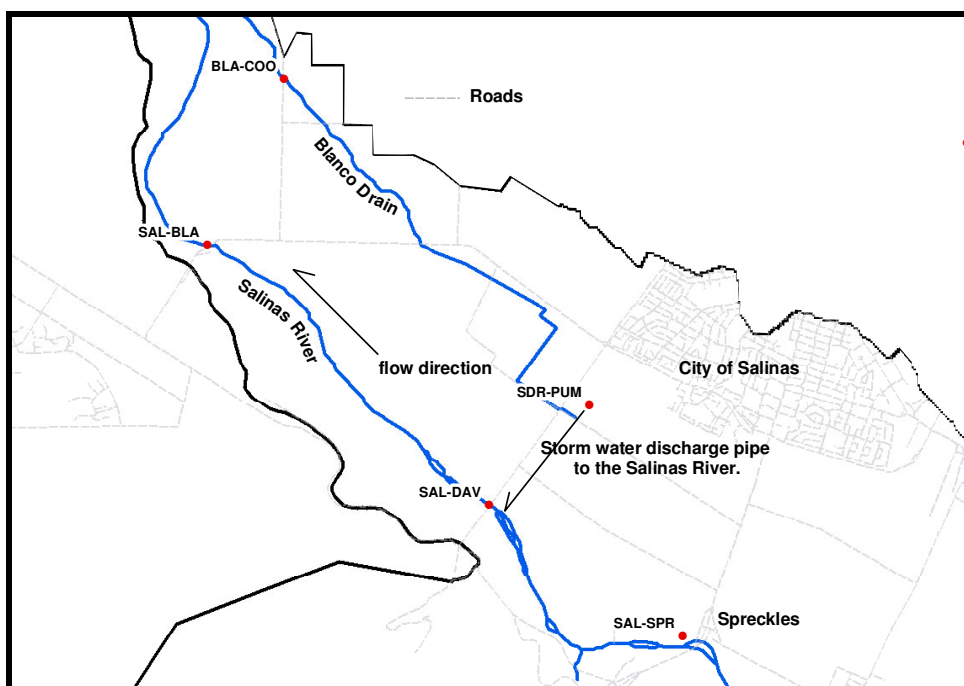 BLA-COO
Roads
Blanco Drain
SAL-BLA
Salinas River
flow direction
City of Salinas
SDR-PUM
Storm water discharge pipe
to the Salinas River.
SAL-DAV
SAL-SPR
Spreckles